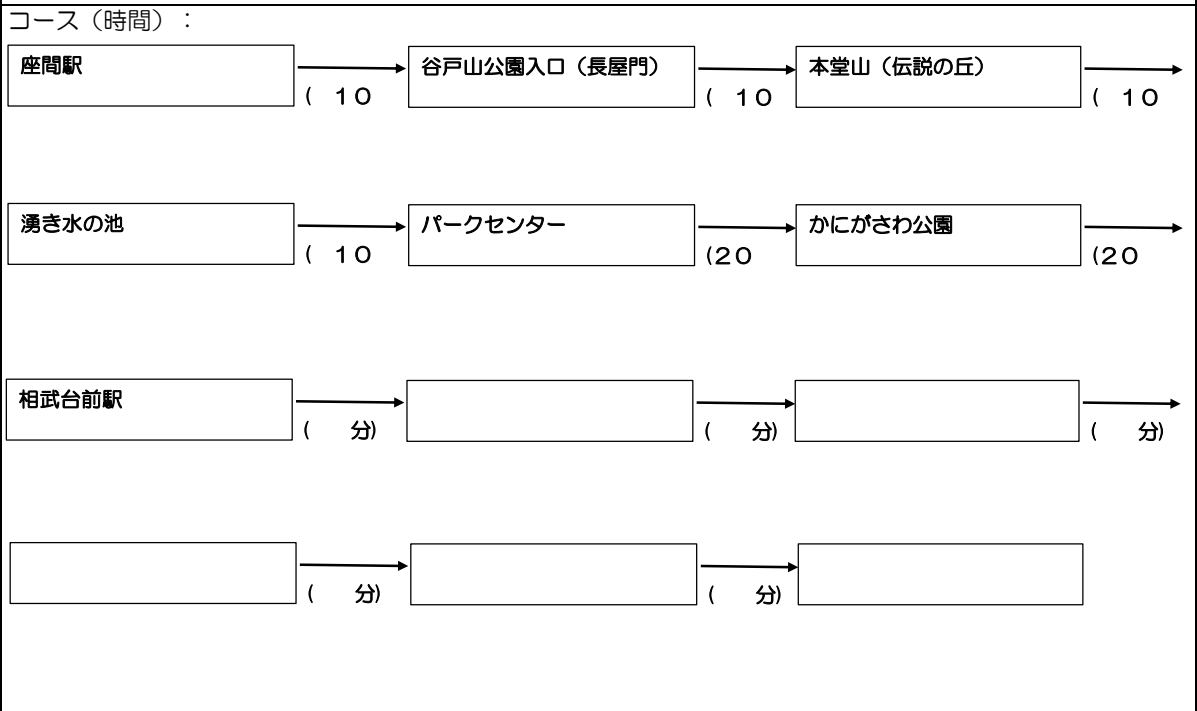 コース（時間）：
座間駅 谷戸山公園入口（長屋門） 本堂山（伝説の丘）
( １０ ( １０ ( １０
湧き水の池 パークセンター かにがさわ公園
( １０ (２０ (２０
相武台前駅
( 分) ( 分) ( 分)
( 分) ( 分)